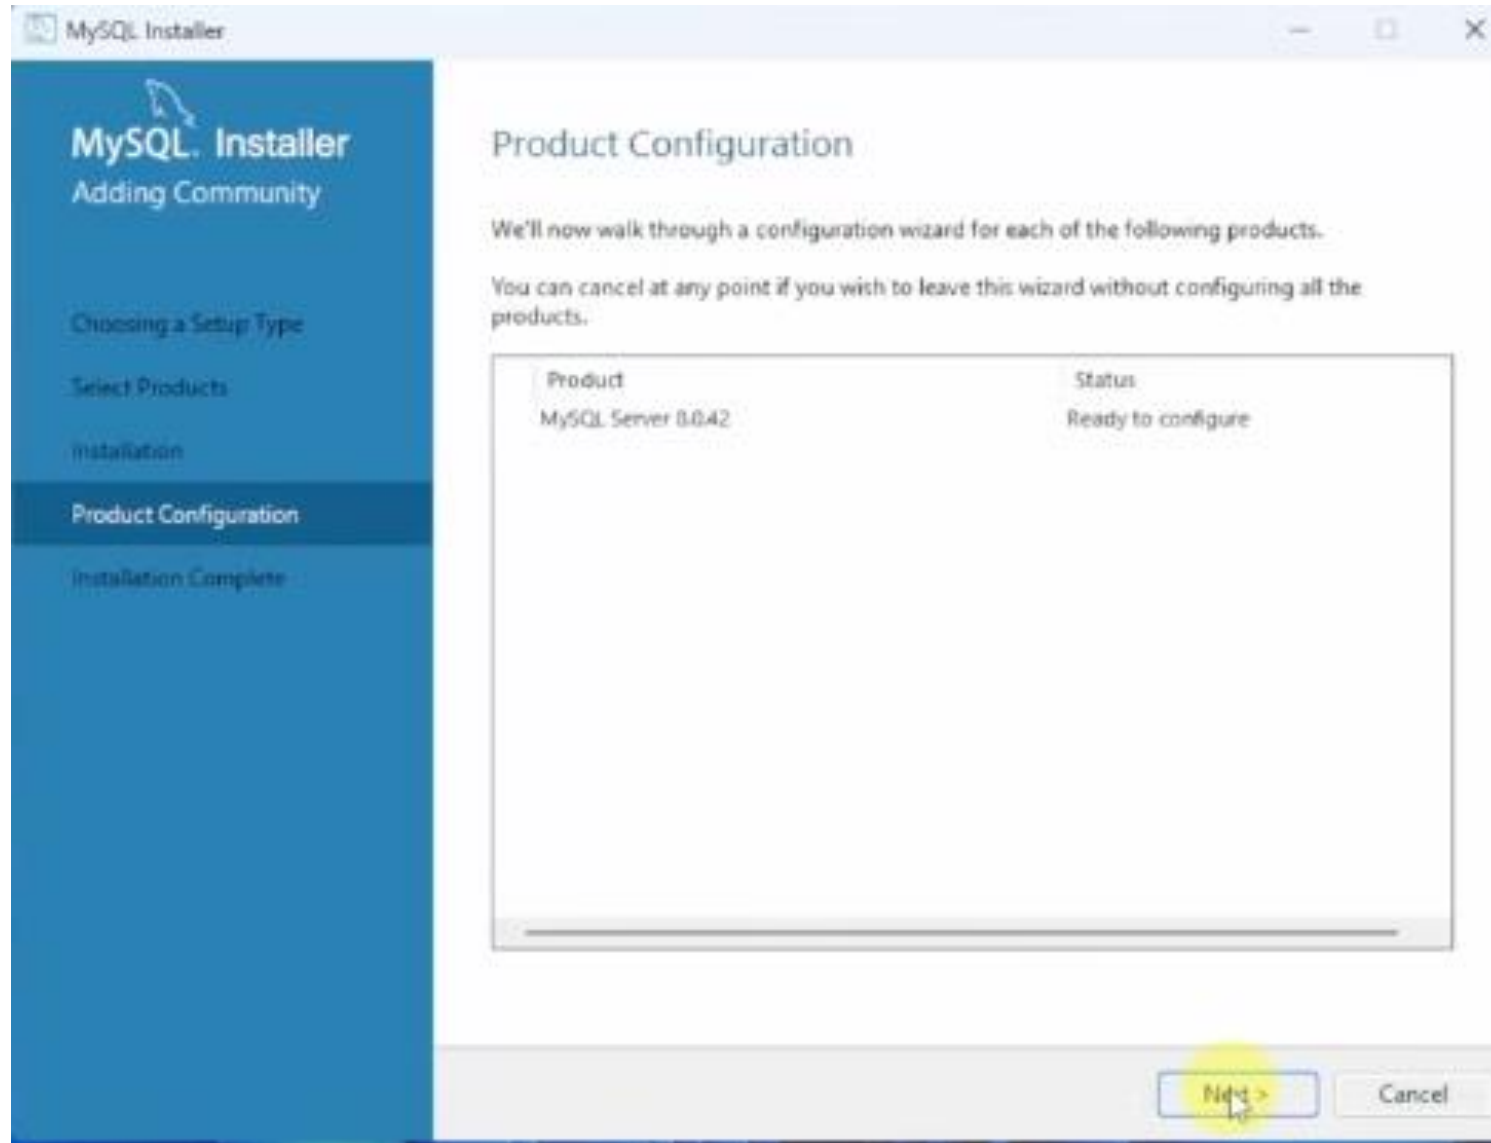 MySQL Installer
MySQL. Installer
Adding Community
Choosing a Setup Type
Select Products
Installation
Product Configuration
Installation Complete
Product Configuration
We'll now walk through a configuration wizard for each of the following products.
You can cancel at any point if you wish to leave this wizard without configuring all the
products.
Product Status
MySQL Server 8.0.42 Ready to configure
Next > Cancel